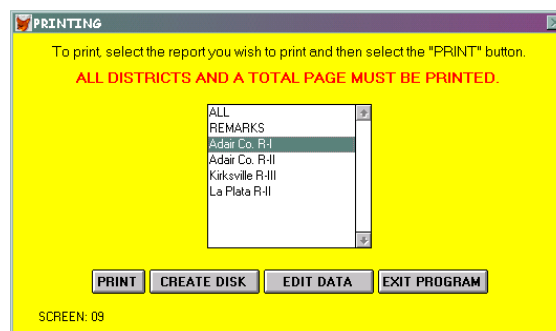 PRINTING
To print, select the report you wish to print and then select the "PRINT" button.
ALL DISTRICTS AND A TOTAL PAGE MUST BE PRINTED.
ALL
REMARKS
Adair Co. R-I
Adair Co. R-II
Kirksville R-III
La Plata R-II
PRINT CREATE DISK EDIT DATA EXIT PROGRAM
SCREEN: 09